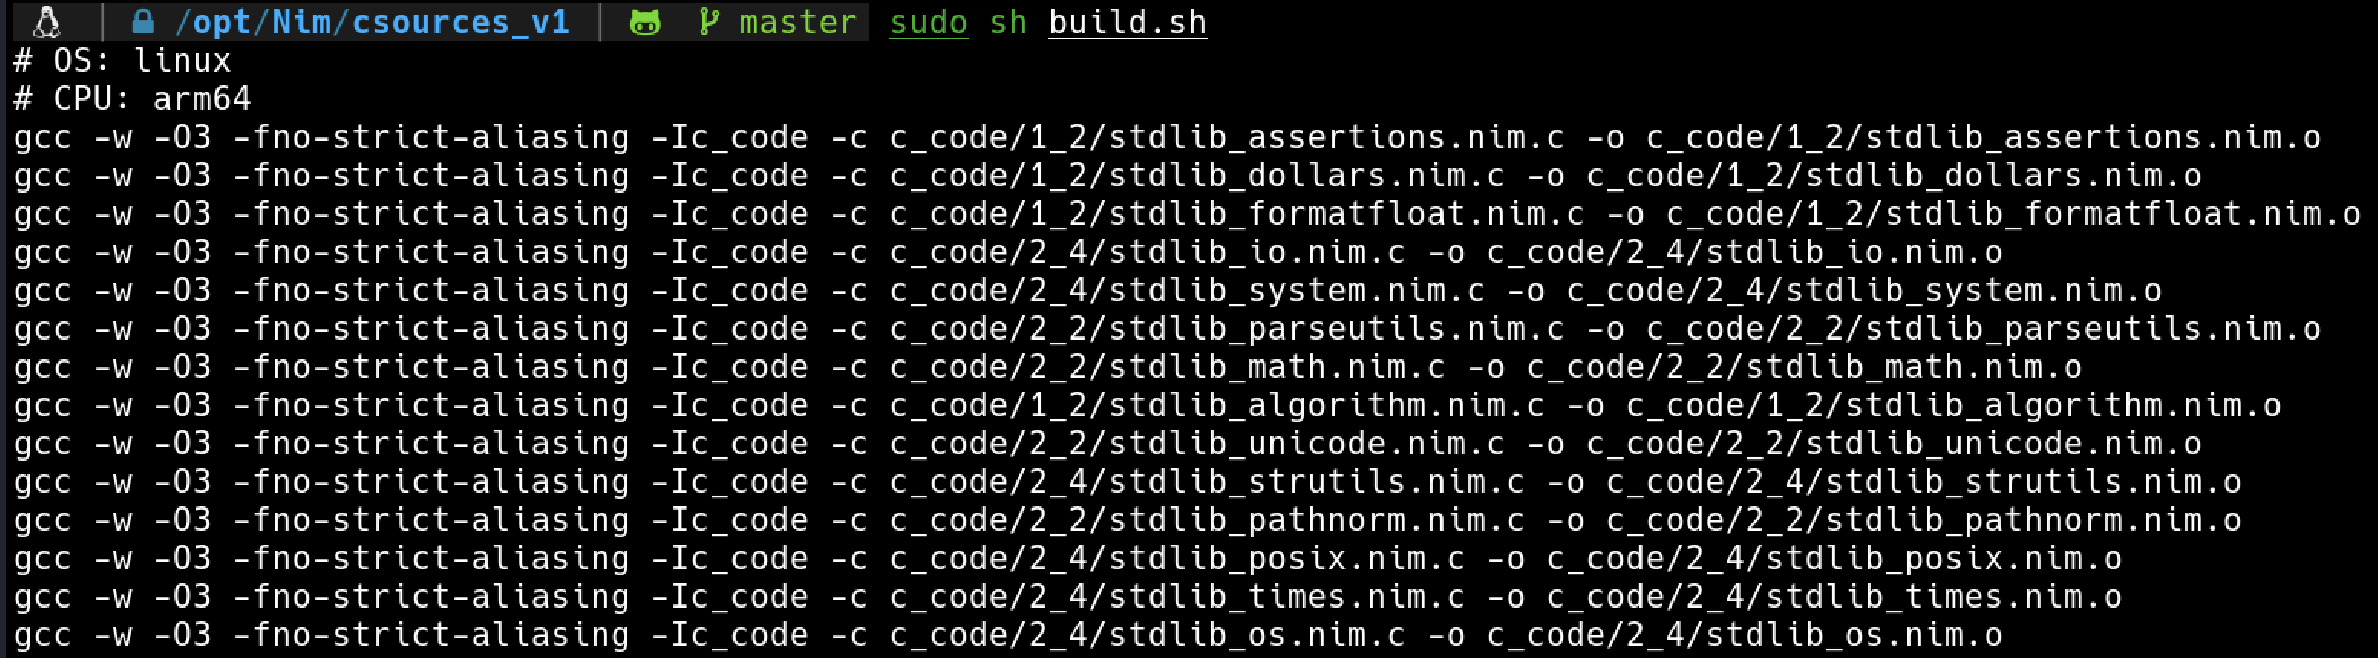 /opt/Nim/csources_v1 master sudo sh build.sh
# OS: linux
# CPU: arm64
gcc -w -O3 -fno-strict-aliasing -Ic_code -c c_code/1_2/stdlib_assertions.nim.c -o c_code/1_2/stdlib_assertions.nim.o
gcc -w -O3 -fno-strict-aliasing -Ic_code -c c_code/1_2/stdlib_dollars.nim.c -o c_code/1_2/stdlib_dollars.nim.o
gcc -w -O3 -fno-strict-aliasing -Ic_code -c c_code/1_2/stdlib_formatfloat.nim.c -o c_code/1_2/stdlib_formatfloat.nim.o
gcc -w -O3 -fno-strict-aliasing -Ic_code -c c_code/2_4/stdlib_io.nim.c -o c_code/2_4/stdlib_io.nim.o
gcc -w -O3 -fno-strict-aliasing -Ic_code -c c_code/2_4/stdlib_system.nim.c -o c_code/2_4/stdlib_system.nim.o
gcc -w -O3 -fno-strict-aliasing -Ic_code -c c_code/2_2/stdlib_parseutils.nim.c -o c_code/2_2/stdlib_parseutils.nim.o
gcc -w -O3 -fno-strict-aliasing -Ic_code -c c_code/2_2/stdlib_math.nim.c -o c_code/2_2/stdlib_math.nim.o
gcc -w -O3 -fno-strict-aliasing -Ic_code -c c_code/1_2/stdlib_algorithm.nim.c -o c_code/1_2/stdlib_algorithm.nim.o
gcc -w -O3 -fno-strict-aliasing -Ic_code -c c_code/2_2/stdlib_unicode.nim.c -o c_code/2_2/stdlib_unicode.nim.o
gcc -w -O3 -fno-strict-aliasing -Ic_code -c c_code/2_4/stdlib_strutils.nim.c -o c_code/2_4/stdlib_strutils.nim.o
gcc -w -O3 -fno-strict-aliasing -Ic_code -c c_code/2_2/stdlib_pathnorm.nim.c -o c_code/2_2/stdlib_pathnorm.nim.o
gcc -w -O3 -fno-strict-aliasing -Ic_code -c c_code/2_4/stdlib_posix.nim.c -o c_code/2_4/stdlib_posix.nim.o
gcc -w -O3 -fno-strict-aliasing -Ic_code -c c_code/2_4/stdlib_times.nim.c -o c_code/2_4/stdlib_times.nim.o
gcc -w -O3 -fno-strict-aliasing -Ic_code -c c_code/2_4/stdlib_os.nim.c -o c_code/2_4/stdlib_os.nim.o